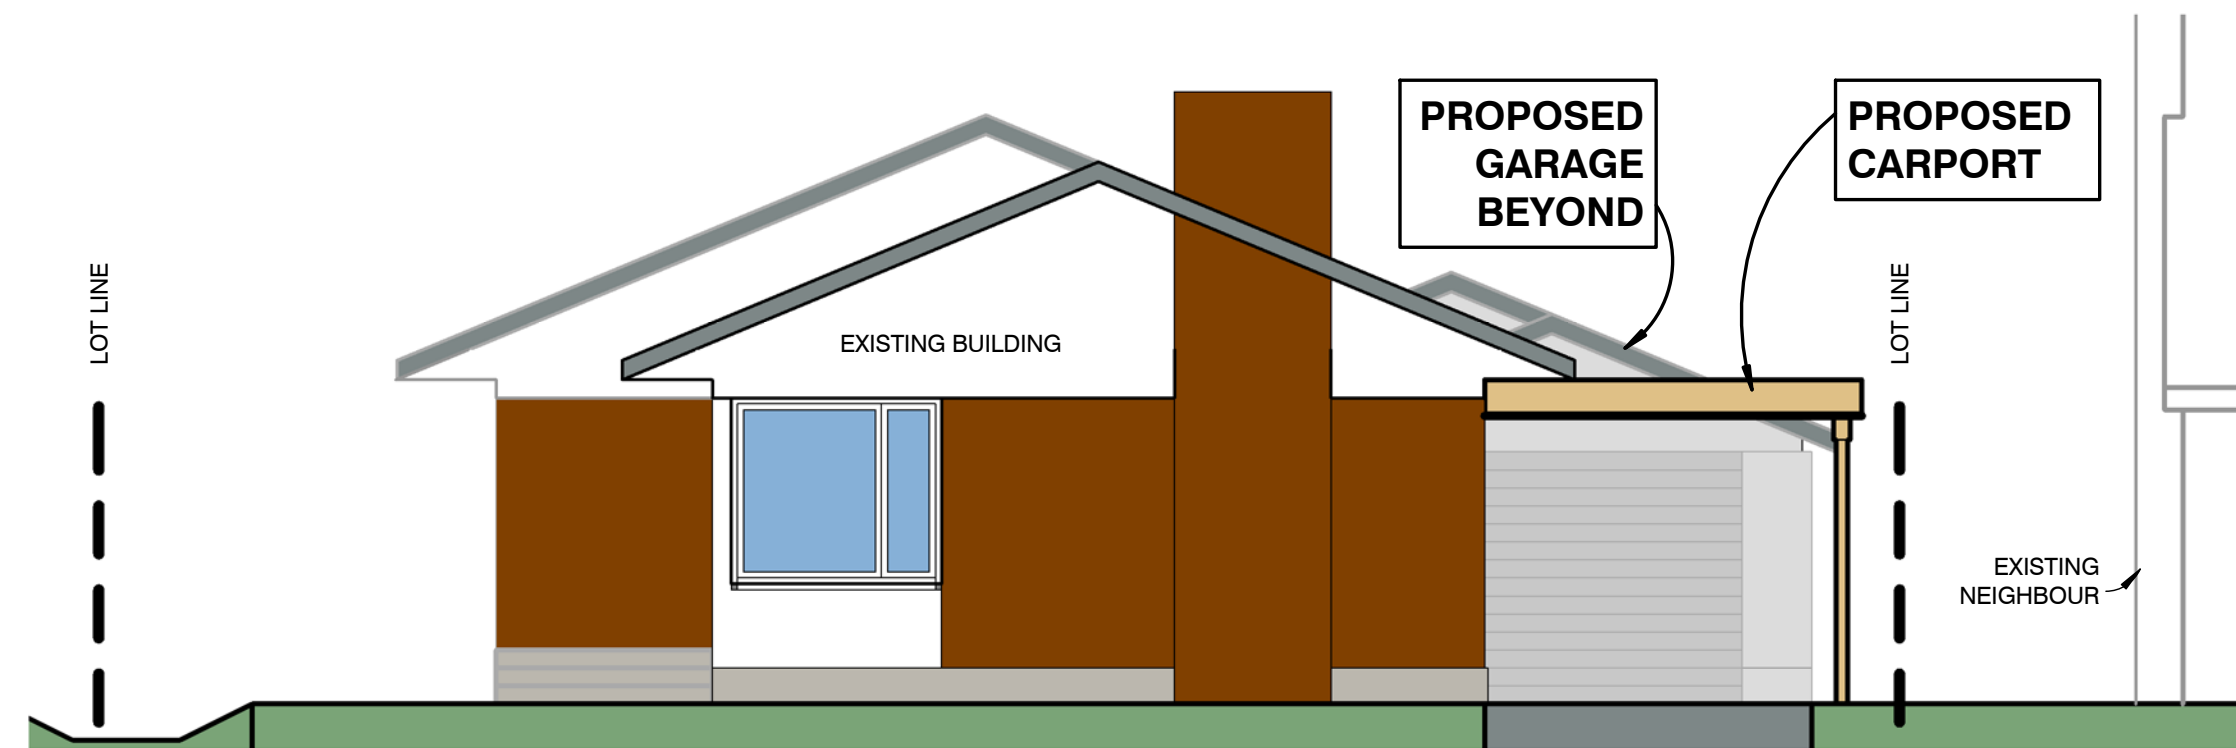 LOT LINE
EXISTING BUILDING
PROPOSED
GARAGE
BEYOND
PROPOSED
CARPORT
LOT LINE
EXISTING
NEIGHBOUR